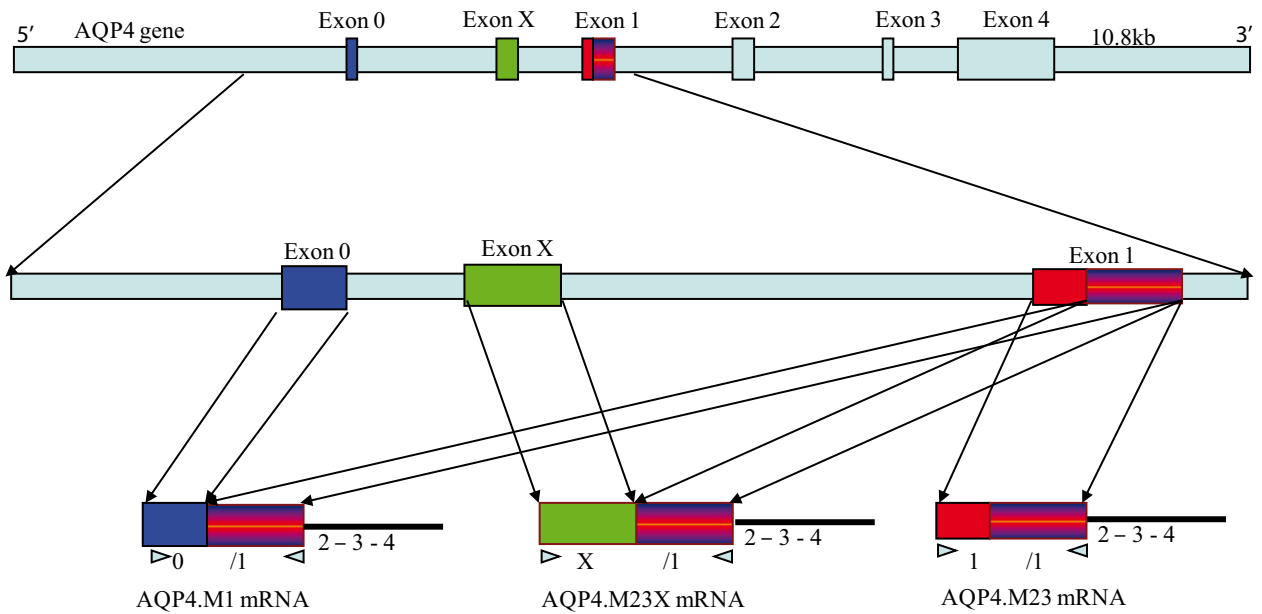 5′ AQP4 gene Exon 0 Exon X Exon 1 Exon 2 Exon 3 Exon 4 10.8kb 3′
Exon 0 Exon X Exon 1
2 – 3 - 4 2 – 3 - 4 2 – 3 - 4
0 /1 X /1 1 /1
AQP4.M1 mRNA AQP4.M23X mRNA AQP4.M23 mRNA